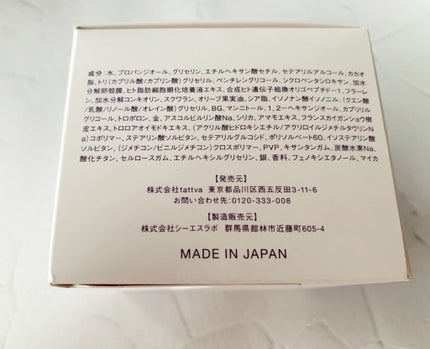 成分:水、プロパンジオール、グリセリン、エチルヘキサン酸セチル、セテアリルアルコール、カカオ
脂、トリ(カプリル酸/カプリン酸)グリセリル、ペンチレングリコール、シクロペンタシロキサン、加水
分解卵殻膜、ヒト脂肪細胞順化培養液エキス、合成ヒト遺伝子組換オリゴペプチド-1、フラーレ
ン、加水分解コンキオリン、スクワラン、オリーブ果実油、シア脂、イノシン酸イソノニル、(クエン酸
/乳酸/リノール酸/オレイン酸)グリセリル、BG、マンニトール、1,2-ヘキサンジオール、カプリル
グリコール、トロポロン、金、アスコルビルリン酸Na、シリカ、アマモエキス、フランスカイガンショウ樹
皮エキス、トロロアオイモドキエキス、(アクリル酸ヒドロキシエチル/アクリロイルジメチルタウリンN
a)コポリマー、ステアリン酸ソルビタン、セテアリルグルコシド、ポリソルベート60、イソステアリン酸
ソルビタン、(ジメチコン/ビニルジメチコン)クロスポリマー、PVP、キサンタンガム、炭酸水素Na、
酸化チタン、セルロースガム、エチルヘキシルグリセリン、銀、香料、フェノキシエタノール、マイカ
【発売元】
株式会社tattva 東京都品川区西五反田3-11-6
お問い合わせ先:0120-333-008
【製造販売元】
株式会社シーエスラボ 群馬県館林市近藤町605-4
MADE IN JAPAN